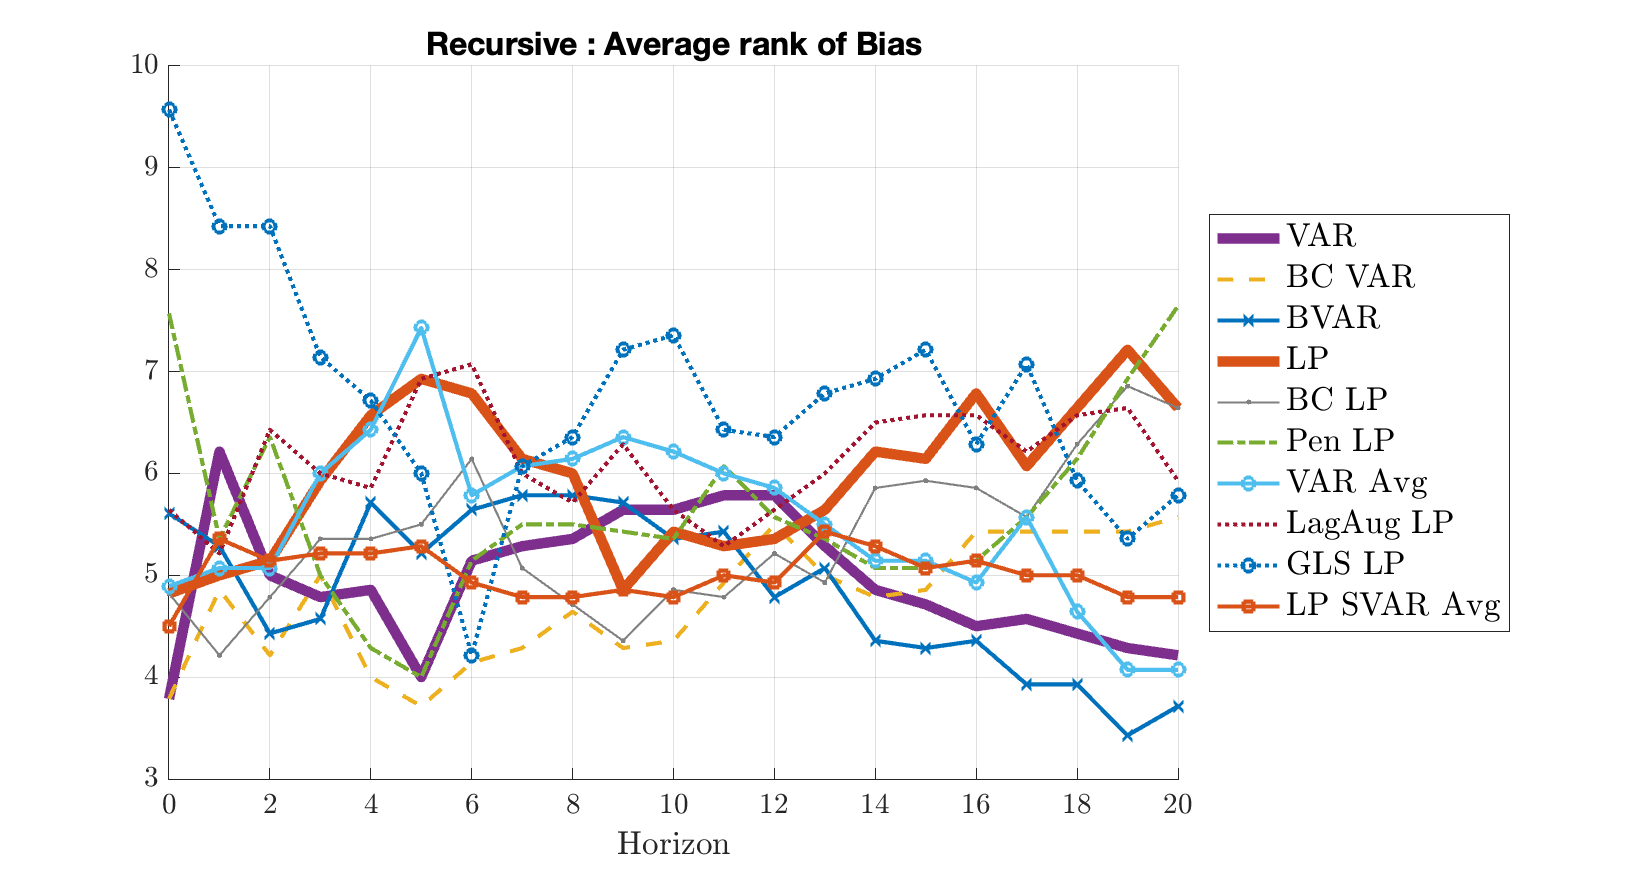 Recursive : Average rank of Bias
10
9
8
7
6
5
4
3
0 2 4 6 8 10 12 14 16 18 20
Horizon
VAR
BC VAR
BVAR
LP
BC LP
Pen LP
VAR Avg
LagAug LP
GLS LP
LP SVAR Avg